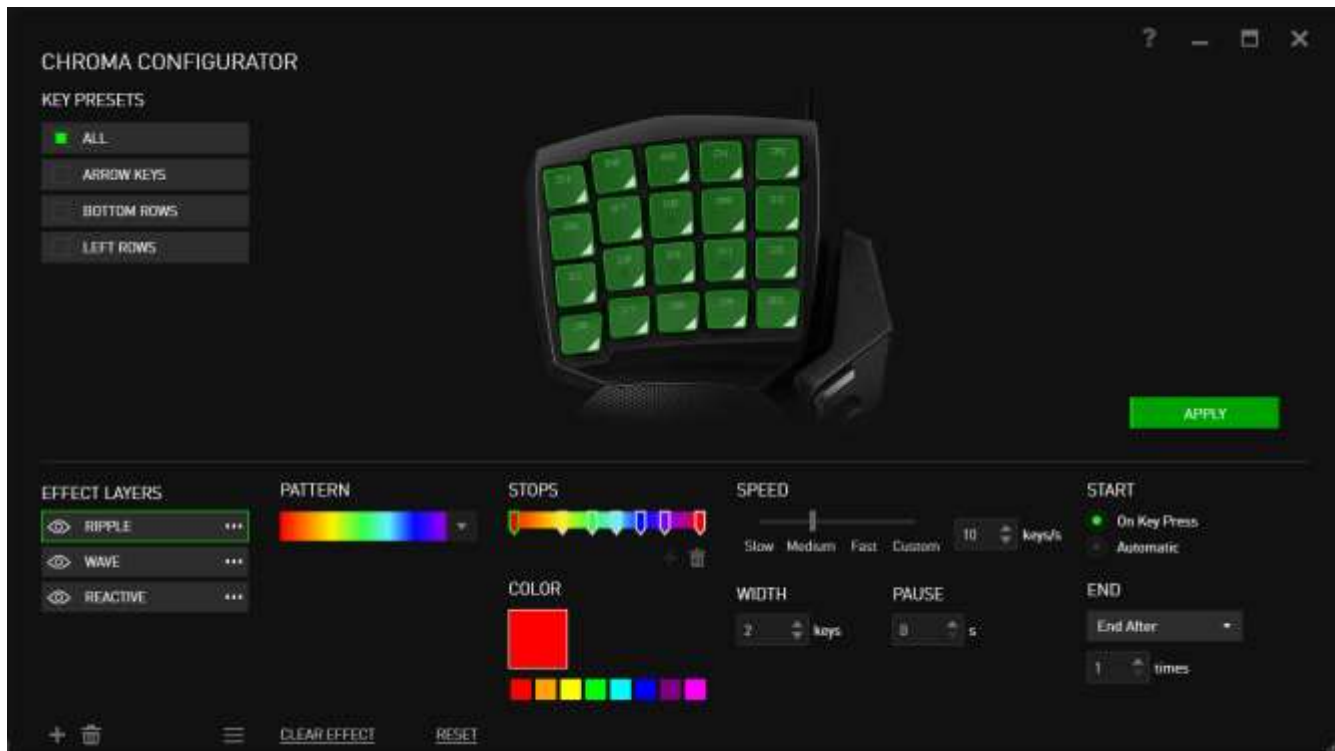 ?
CHROMA CONFIGURATOR
KEY PRESETS
ALL
ARROW KEYS
BOTTOM ROWS
LEFT ROWS
APPLY
EFFECT LAYERS
RIPPLE
WAVE
REACTIVE
CLEAR EFFECT RESET
PATTERN
STOPS
COLOR
SPEED
Slow Medium Fast Custom 10 keys/s
WIDTH PAUSE
2 keys 0 s
START
On Key Press
Automatic
END
End After
1 times